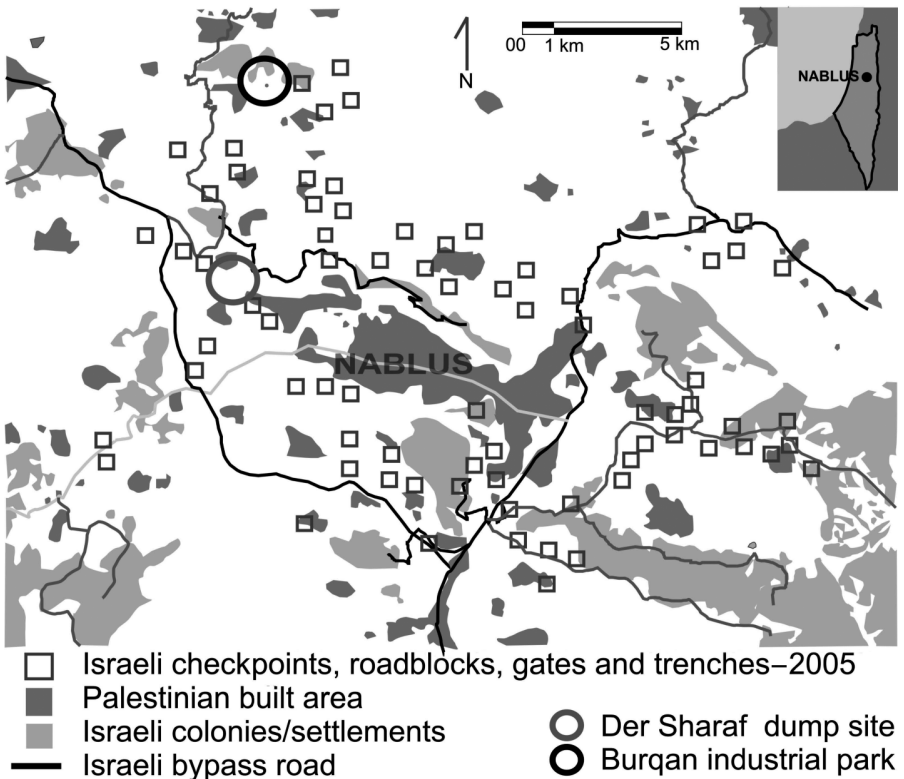 00 1 km 5 km
N
NABLUS
NABLUS
Israeli checkpoints, roadblocks, gates and trenches–2005
Palestinian built area
Israeli colonies/settlements
Israeli bypass road
Der Sharaf dump site
Burqan industrial park